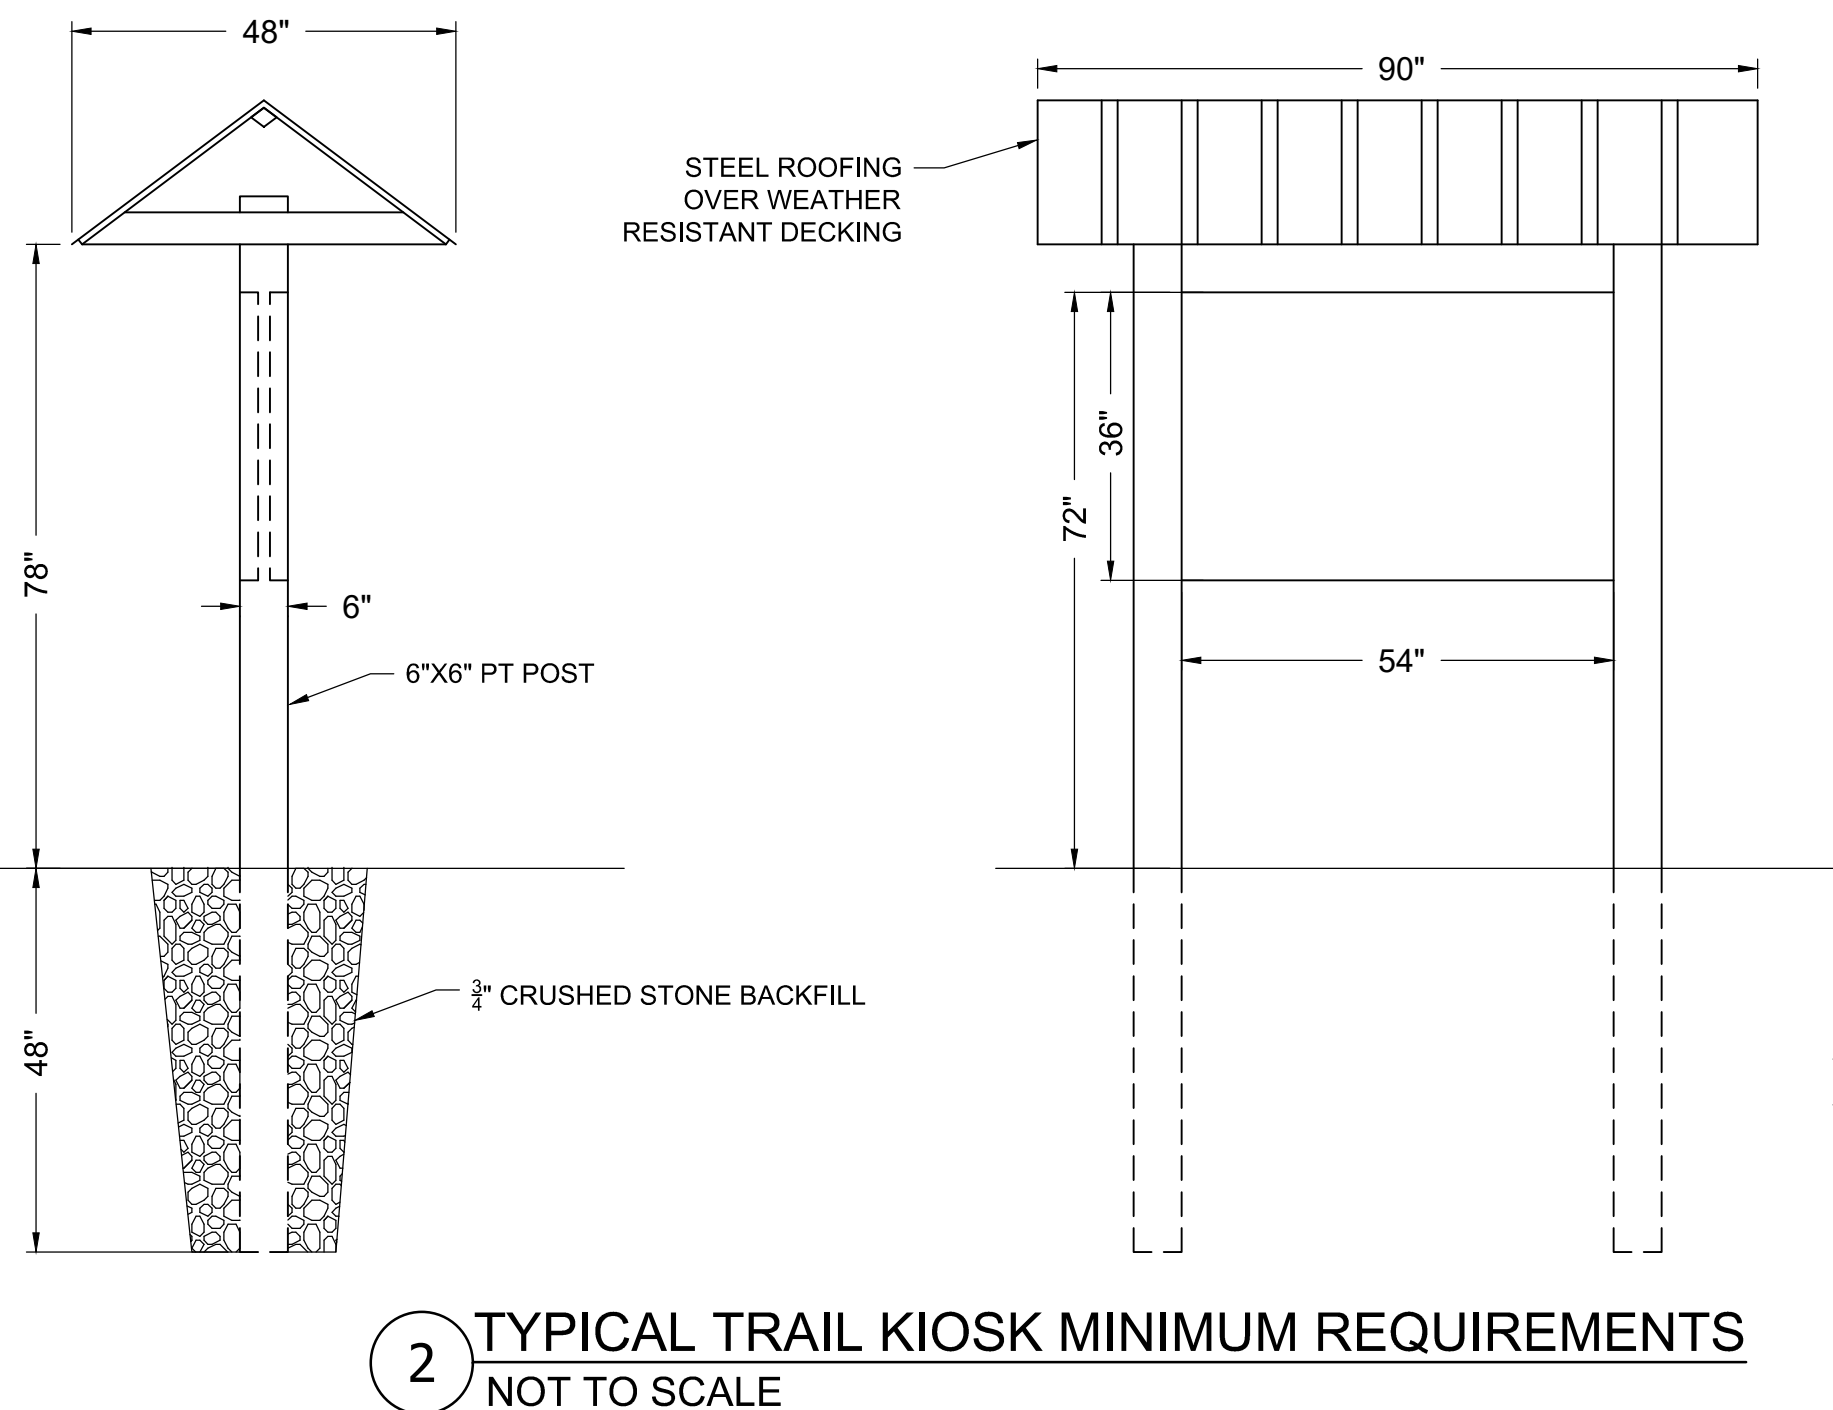 48"
90"
STEEL ROOFING
OVER WEATHER
RESISTANT DECKING
36"
72"
78"
6"
54"
6"X6" PT POST
3/4" CRUSHED STONE BACKFILL
48"
2
TYPICAL TRAIL KIOSK MINIMUM REQUIREMENTS
NOT TO SCALE